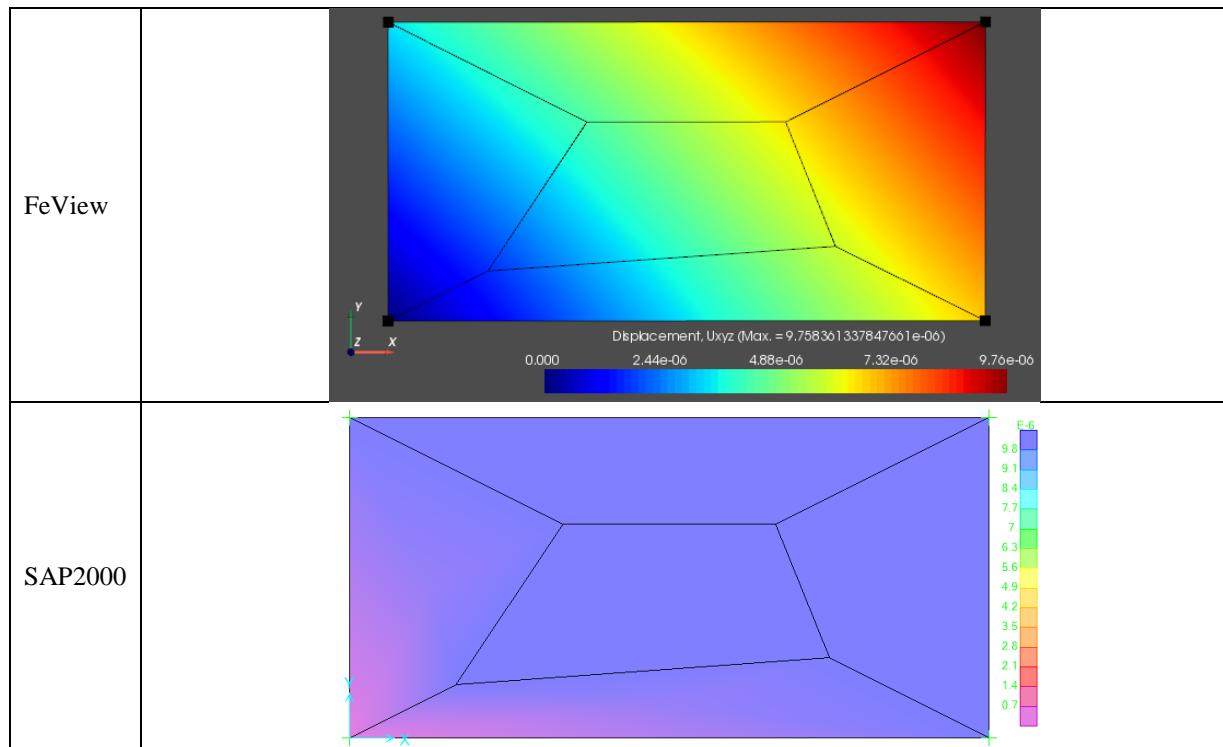 FeView
Y
Z
X
Displacement, Uxyz (Max. = 9.758361337847661e-06)
0.000 2.44e-06 4.88e-06 7.32e-06 9.76e-06
SAP2000
Y
X
E-6
9.8
9.1
8.4
7.7
7
6.3
5.6
4.9
4.2
3.5
2.8
2.1
1.4
0.7